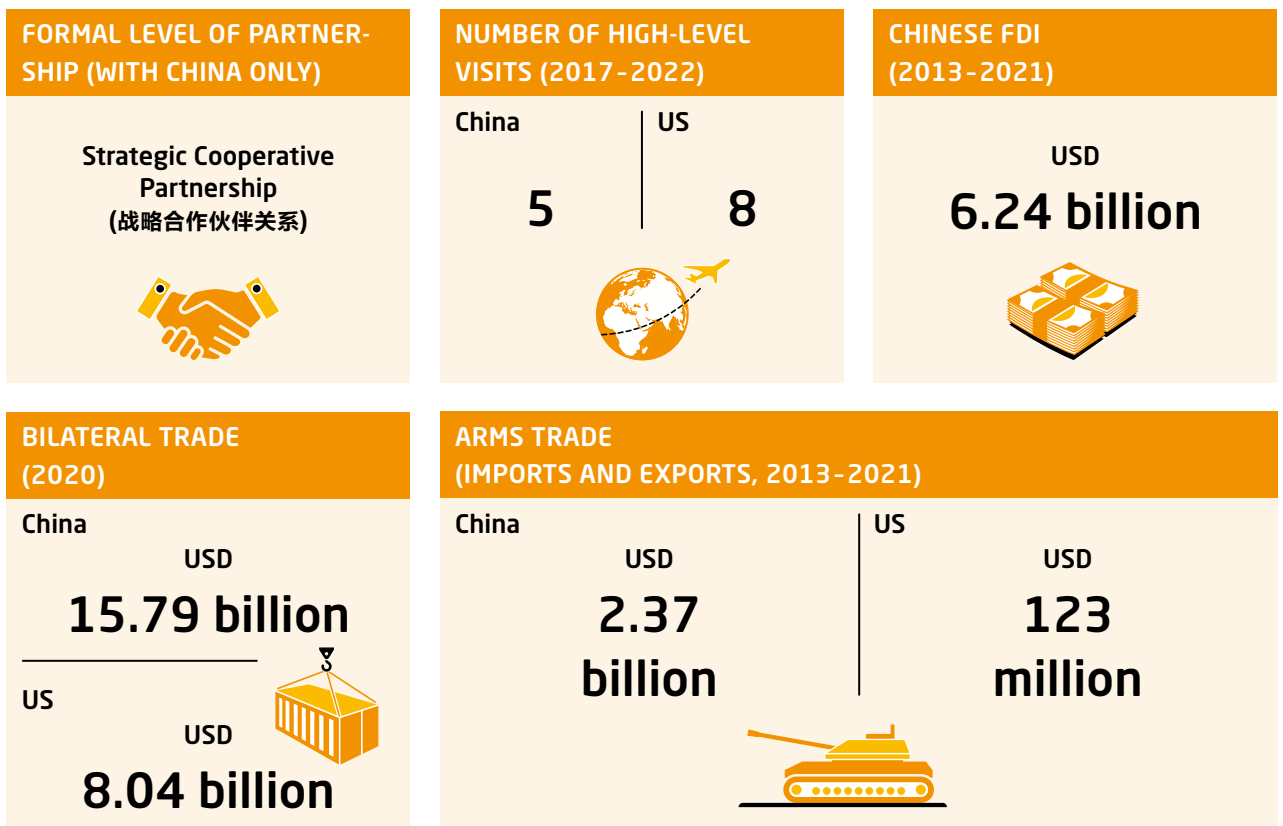 FORMAL LEVEL OF PARTNER-
SHIP (WITH CHINA ONLY)
Strategic Cooperative
Partnership
(战略合作伙伴关系)
NUMBER OF HIGH-LEVEL
VISITS (2017-2022)
China
US
5
8
CHINESE FDI
(2013-2021)
USD
6.24 billion
BILATERAL TRADE
(2020)
China
USD
15.79 billion
US
USD
8.04 billion
ARMS TRADE
(IMPORTS AND EXPORTS, 2013-2021)
China
USD
2.37
billion
US
USD
123
million